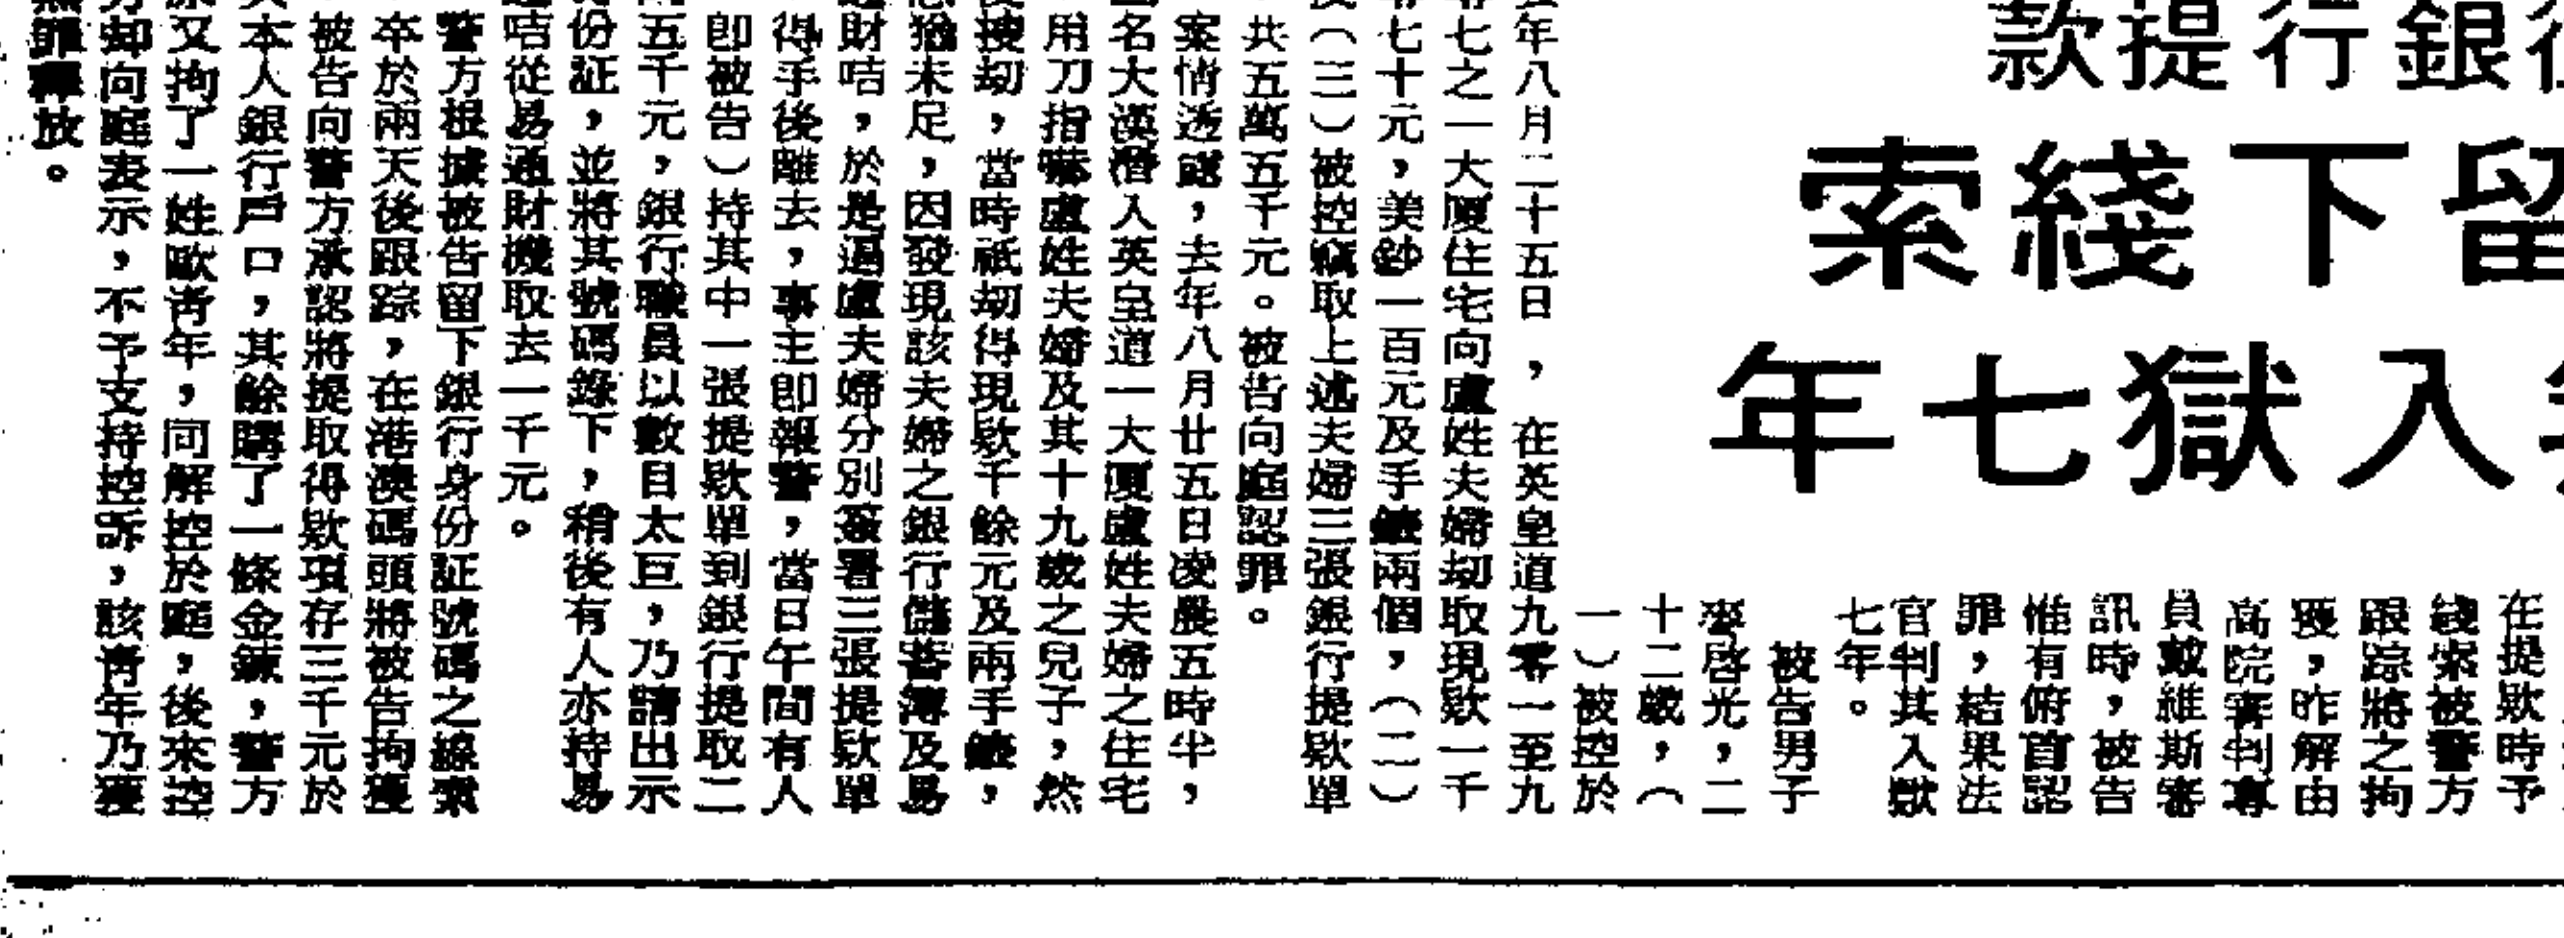 銀行提款
留下綫索
入獄七年
在提欵時予
綫索被警方
跟踪將之拘
獲，昨解由
高院審判專
員戴維斯審
訊時，被告
惟有俯首認
罪，結果法
官判其入獄
七年。
被告男子
麥啓光，二
十二歲，（
一）被控於
年八月二十五日，在英皇道九零一至九
七之一大廈住宅向盧姓夫婦刧取現欵一千
七十元，美鈔一百元及手錶兩個，（二）
（三）被控竊取上述夫婦三張銀行提欵單
共五萬五千元。被告向庭認罪。
案情透露，去年八月廿五日凌晨五時半，
名大漢潛入英皇道一大廈盧姓夫婦之住宅
用刀指嚇盧姓夫婦及其十九歲之兒子，然
搜刧，當時祗刧得現欵千餘元及兩手錶，
猶未足，因發現該夫婦之銀行儲蓄簿及易
財咭，於是逼盧夫婦分別簽署三張提欵單
得手後離去，事主即報警，當日午間有人
即被告）持其中一張提欵單到銀行提取二
五千元，銀行職員以數目太巨，乃請出示
份証，並將其號碼錄下，稍後有人亦持易
咭從易通財機取去一千元。
警方根據被告留下銀行身份証號碼之線索
卒於兩天後跟踪，在港澳碼頭將被告拘獲
被告向警方承認將提取得欵項存三千元於
本人銀行戶口，其餘購了一條金鍊，警方
又拘了一姓歐青年，同解控於庭，後來控
方却向庭表示，不予支持控訴，該青年乃獲
無罪釋放。